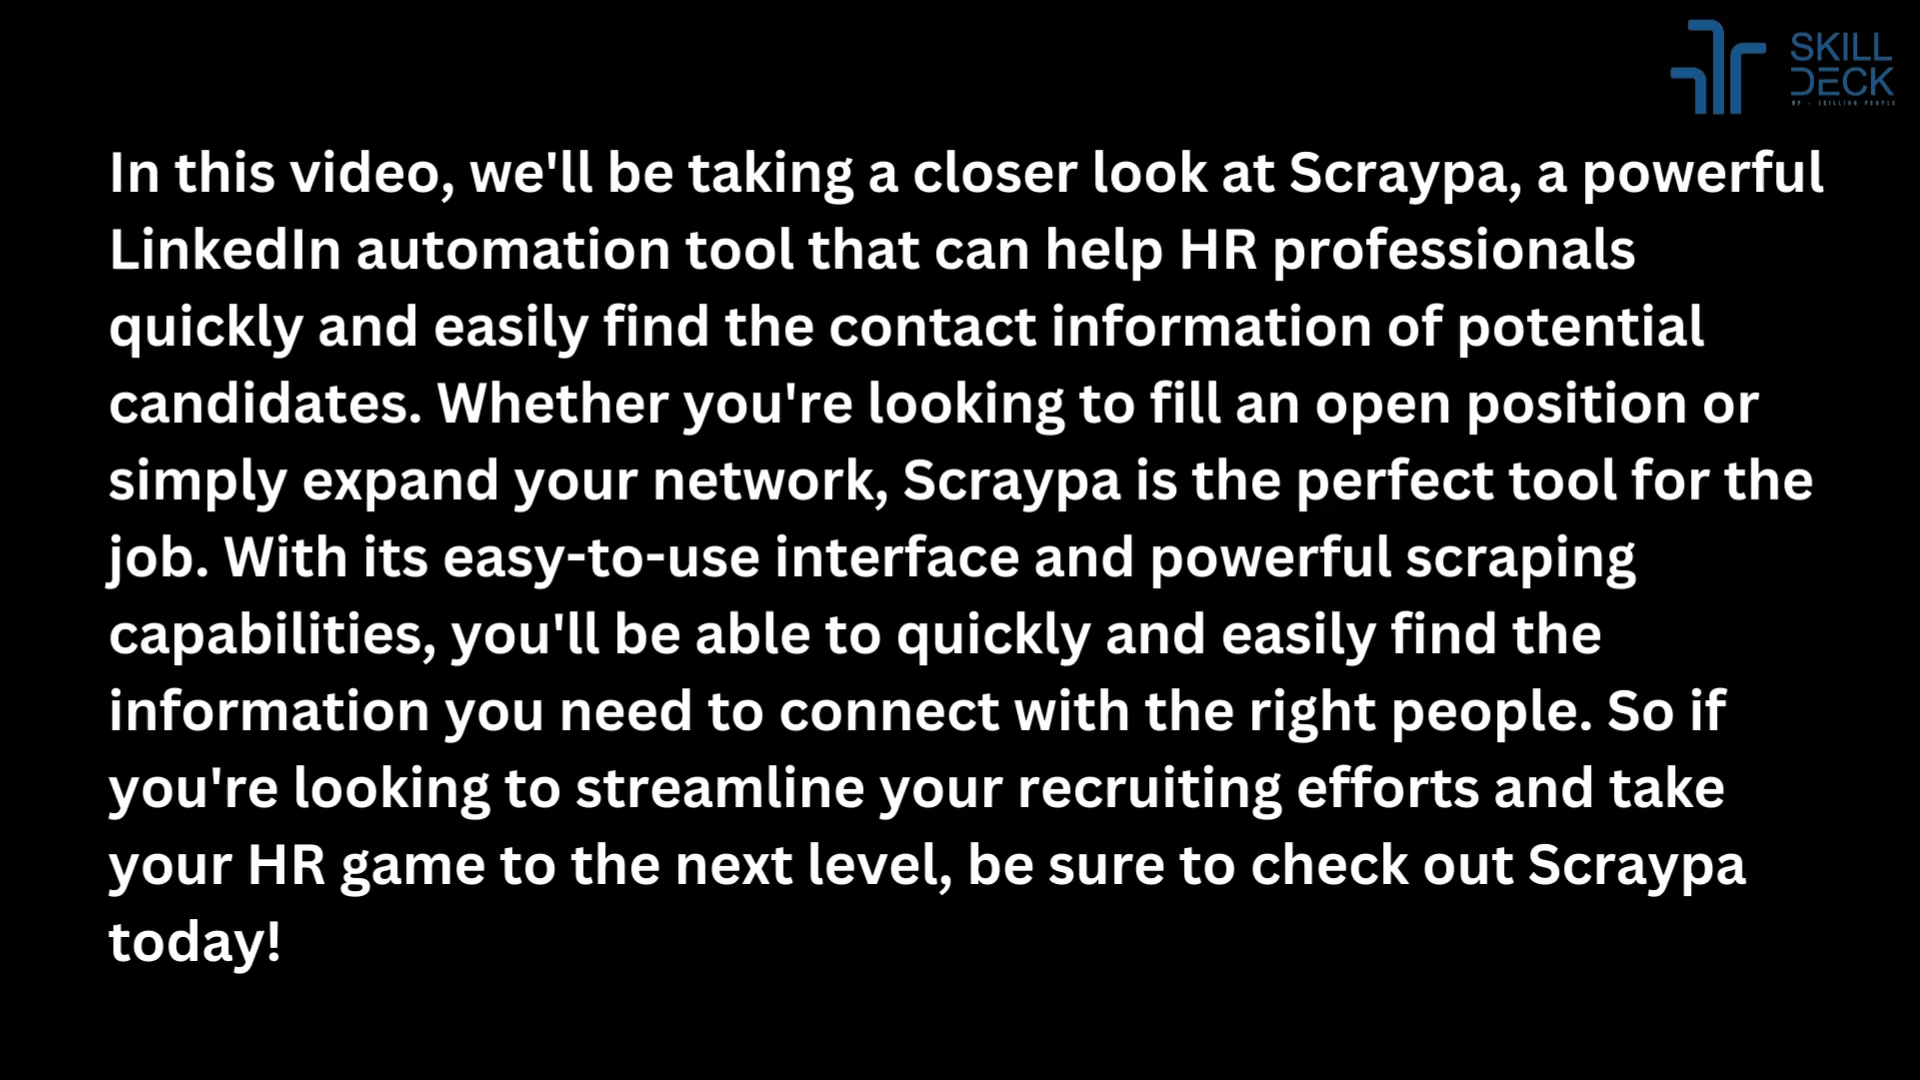 SKILL
DECK
UP - SKILLING PEOPLE
In this video, we'll be taking a closer look at Scraypa, a powerful
LinkedIn automation tool that can help HR professionals
quickly and easily find the contact information of potential
candidates. Whether you're looking to fill an open position or
simply expand your network, Scraypa is the perfect tool for the
job. With its easy-to-use interface and powerful scraping
capabilities, you'll be able to quickly and easily find the
information you need to connect with the right people. So if
you're looking to streamline your recruiting efforts and take
your HR game to the next level, be sure to check out Scraypa
today!